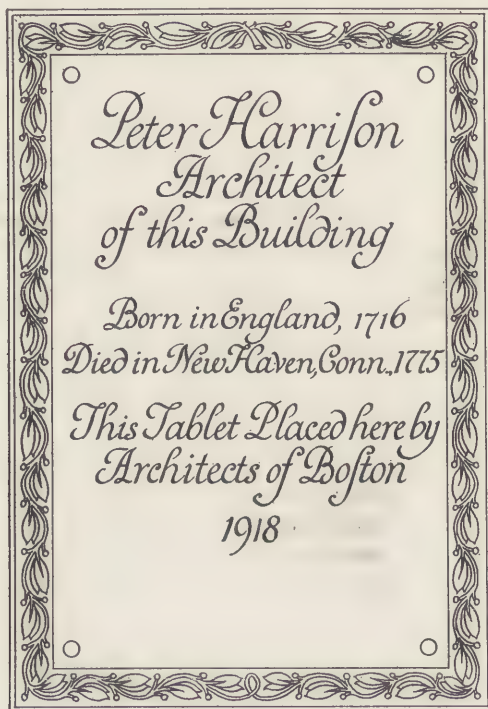 Peter Harriſon
Architect
of this Building
Born in England, 1716
Died in New Haven, Conn., 1775
This Tablet Placed here by
Architects of Boſton
1918